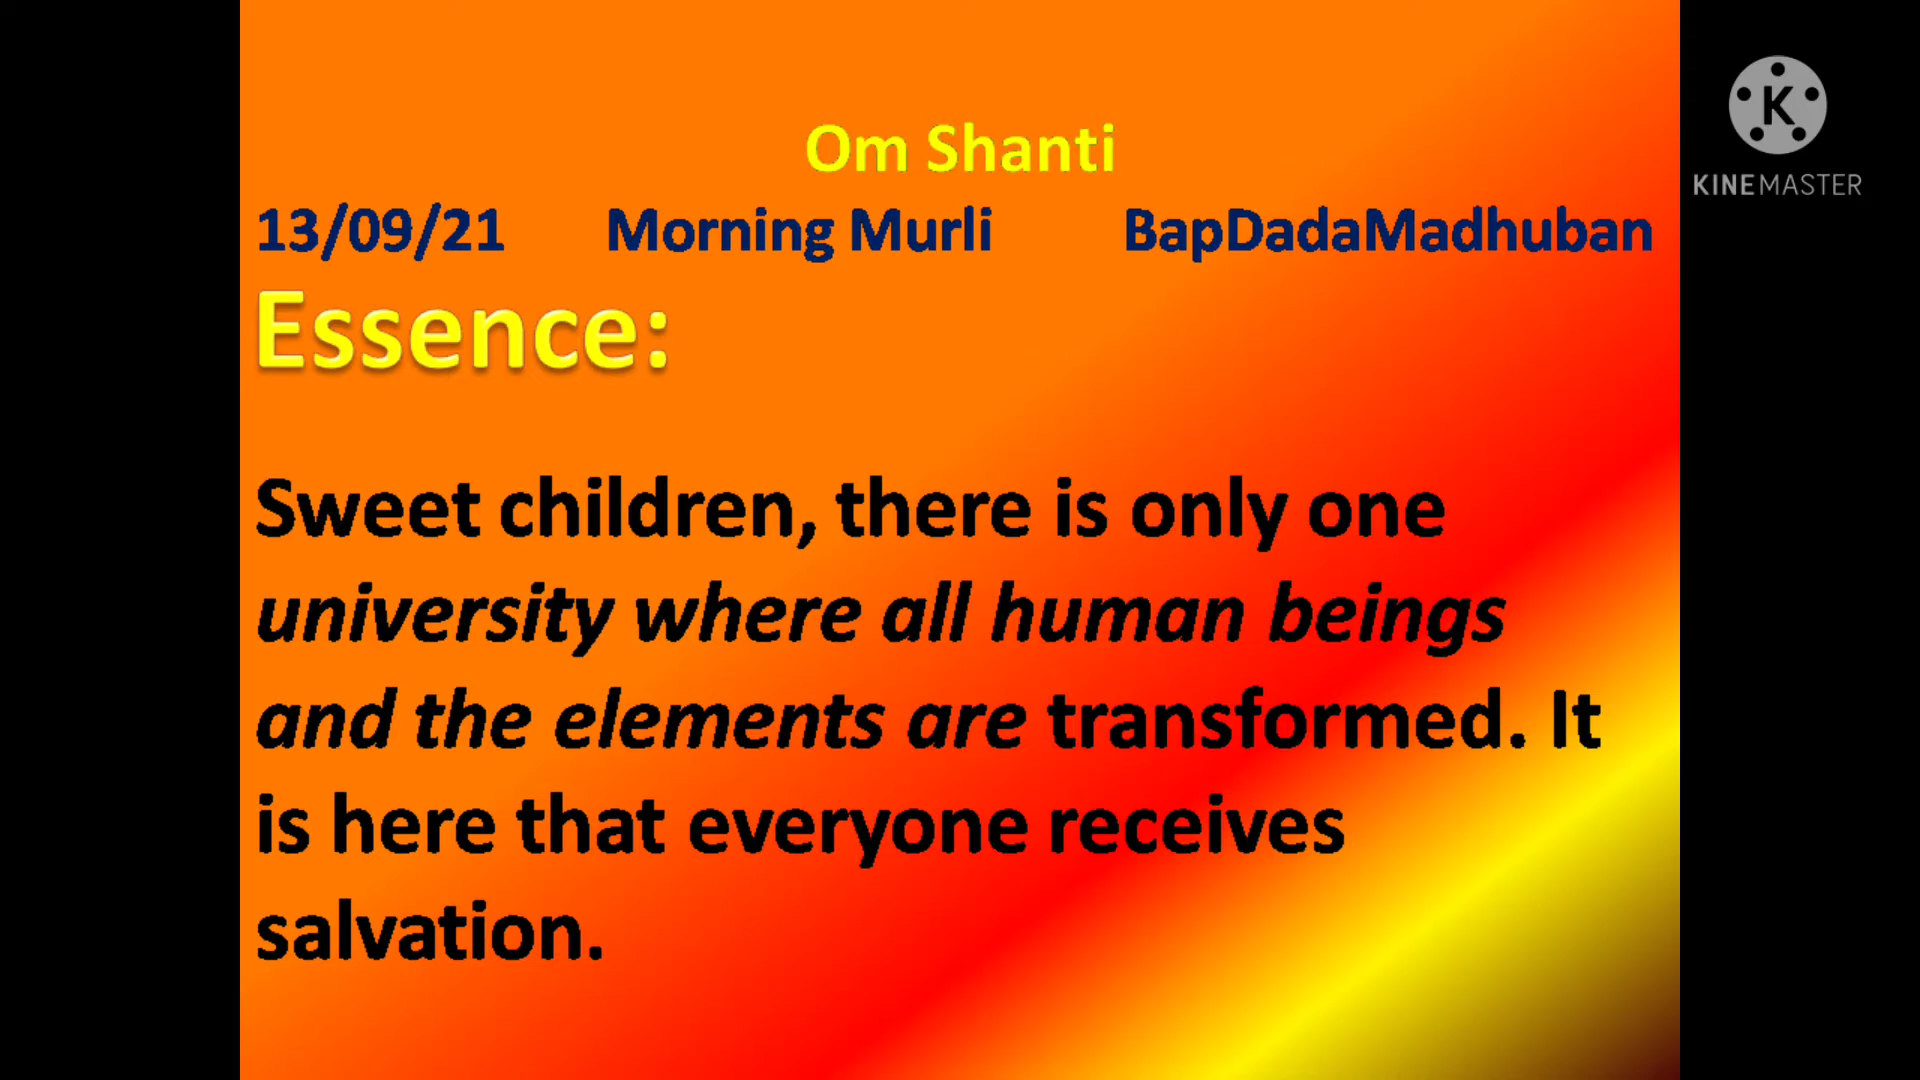 Om Shanti
13/09/21 Morning Murli BapDadaMadhuban
Essence:
Sweet children, there is only one
university where all human beings
and the elements are transformed. It
is here that everyone receives
salvation.
K
KINEMASTER